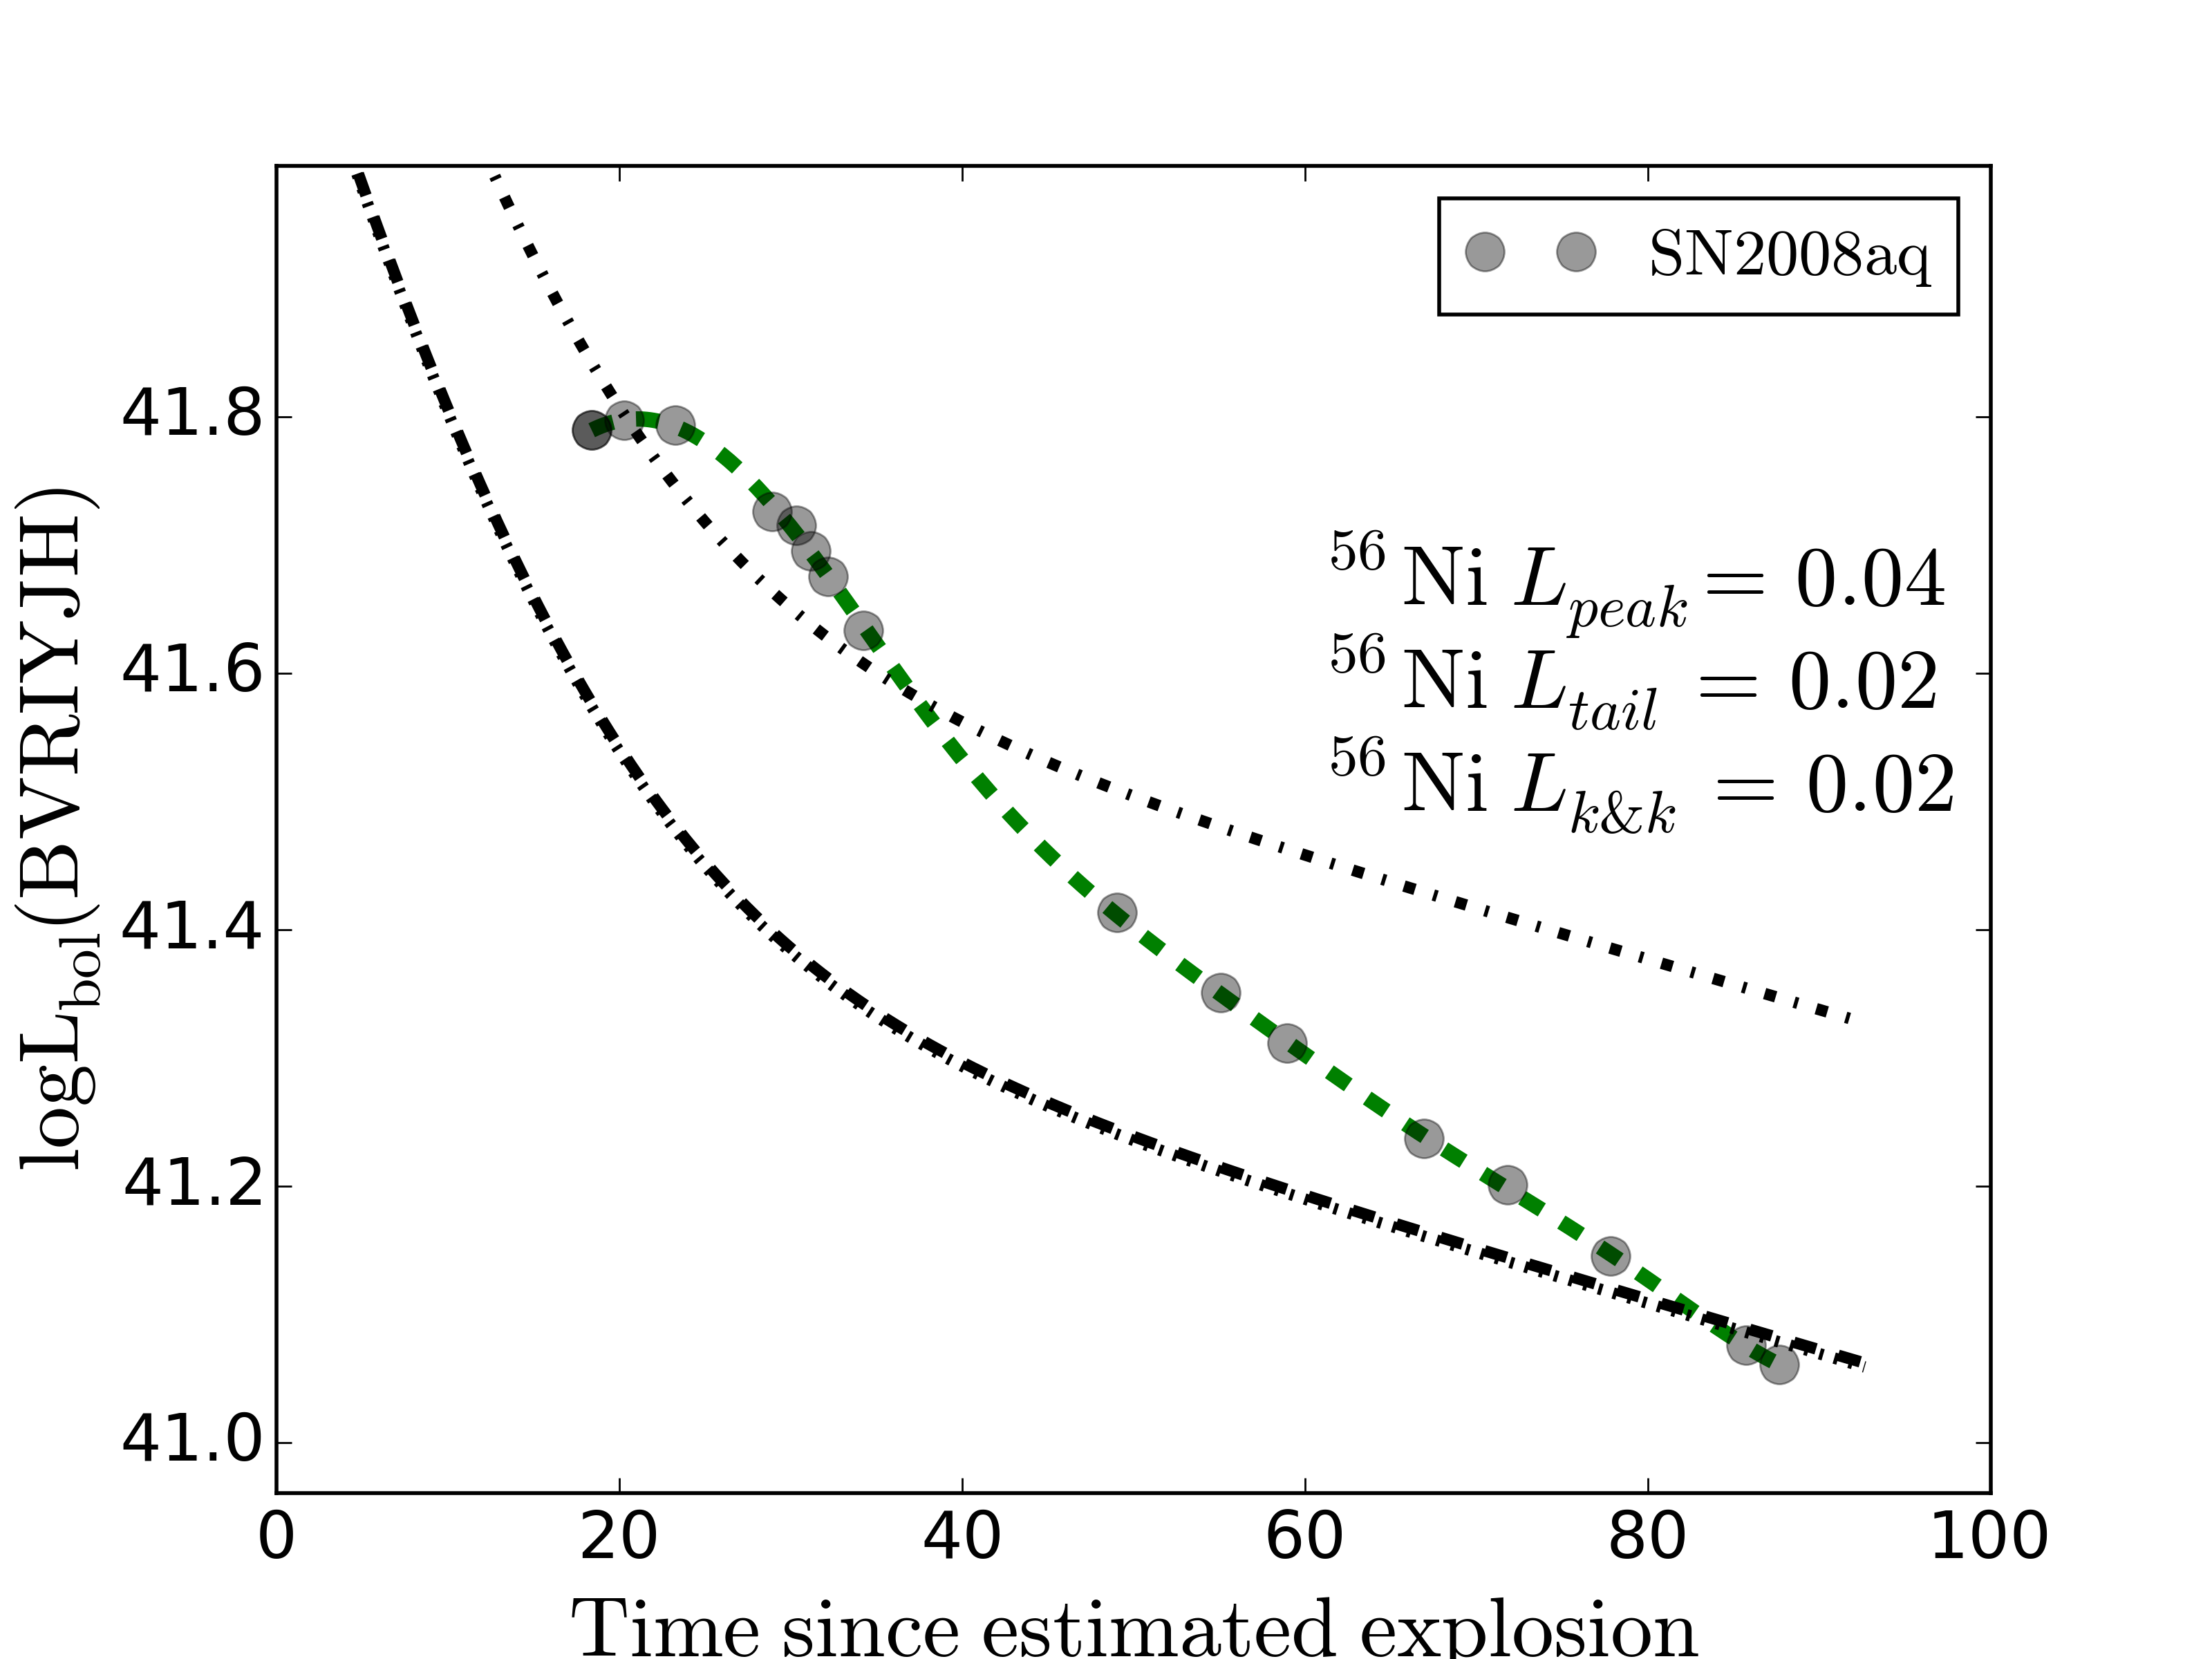 SN2008aq
⁵⁶Ni L_peak = 0.04
⁵⁶Ni L_tail = 0.02
⁵⁶Ni L_k&k = 0.02
logL_bol(BVRIYJH)
41.8
41.6
41.4
41.2
41.0
0 20 40 60 80 100
Time since estimated explosion